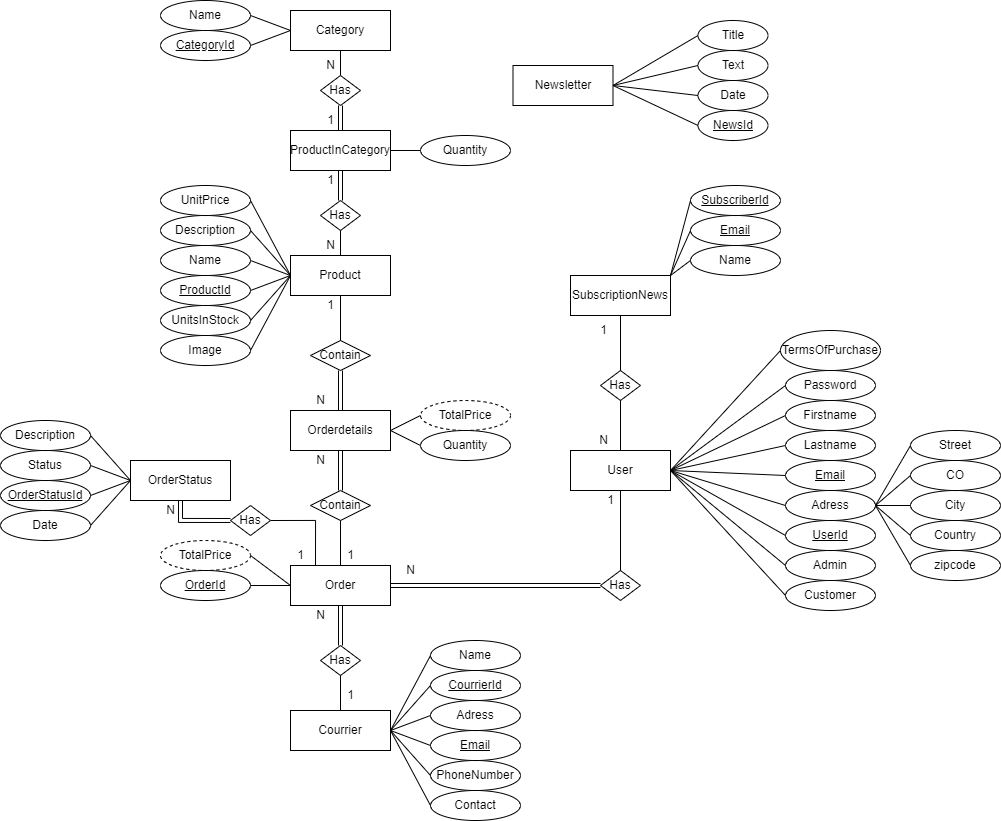 Name
CategoryId
Category
N
Has
1
ProductInCategory
Quantity
1
Has
N
Newsletter
Title
Text
Date
NewsId
UnitPrice
Description
Name
ProductId
UnitsInStock
Image
Product
1
Contain
N
SubscriberId
Email
Name
SubscriptionNews
1
Has
N
Orderdetails
TotalPrice
Quantity
N
Contain
1
Description
Status
OrderStatusId
Date
OrderStatus
N
Has
1
User
1
TermsOfPurchase
Password
Firstname
Lastname
Email
Adress
UserId
Admin
Customer
Street
CO
City
Country
zipcode
TotalPrice
OrderId
Order
N
Has
N
Has
1
Courrier
Name
CourrierId
Adress
Email
PhoneNumber
Contact